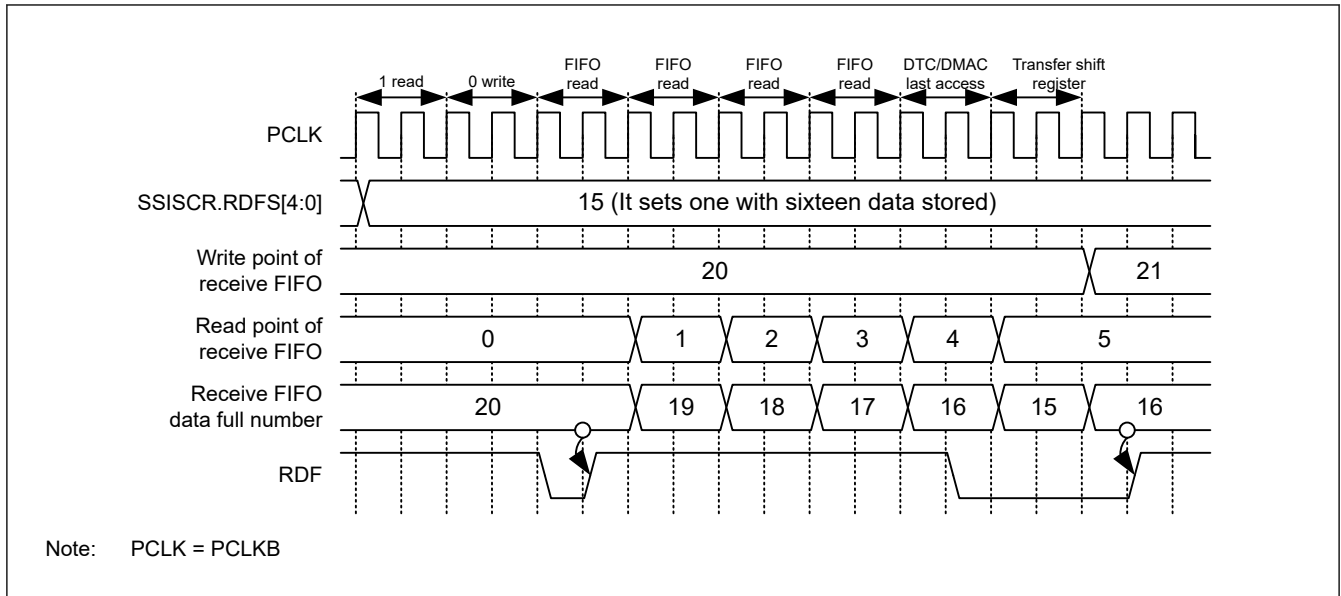 1 read
0 write
FIFO
read
FIFO
read
FIFO
read
FIFO
read
DTC/DMAC
last access
Transfer shift
register
PCLK
SSISCR.RDFS[4:0]
15 (It sets one with sixteen data stored)
Write point of
receive FIFO
20
21
Read point of
receive FIFO
0
1
2
3
4
5
Receive FIFO
data full number
20
19
18
17
16
15
16
RDF
Note: PCLK = PCLKB